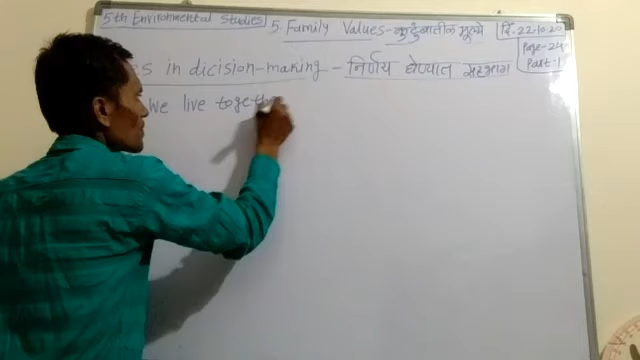 5th Environmental Studies
5. Family Values - कुटुंबातील मूल्ये
दि. 22.10.20
Page-24
Part-1
in dicision-making - निर्णय घेण्यात सहभाग
We live togeth